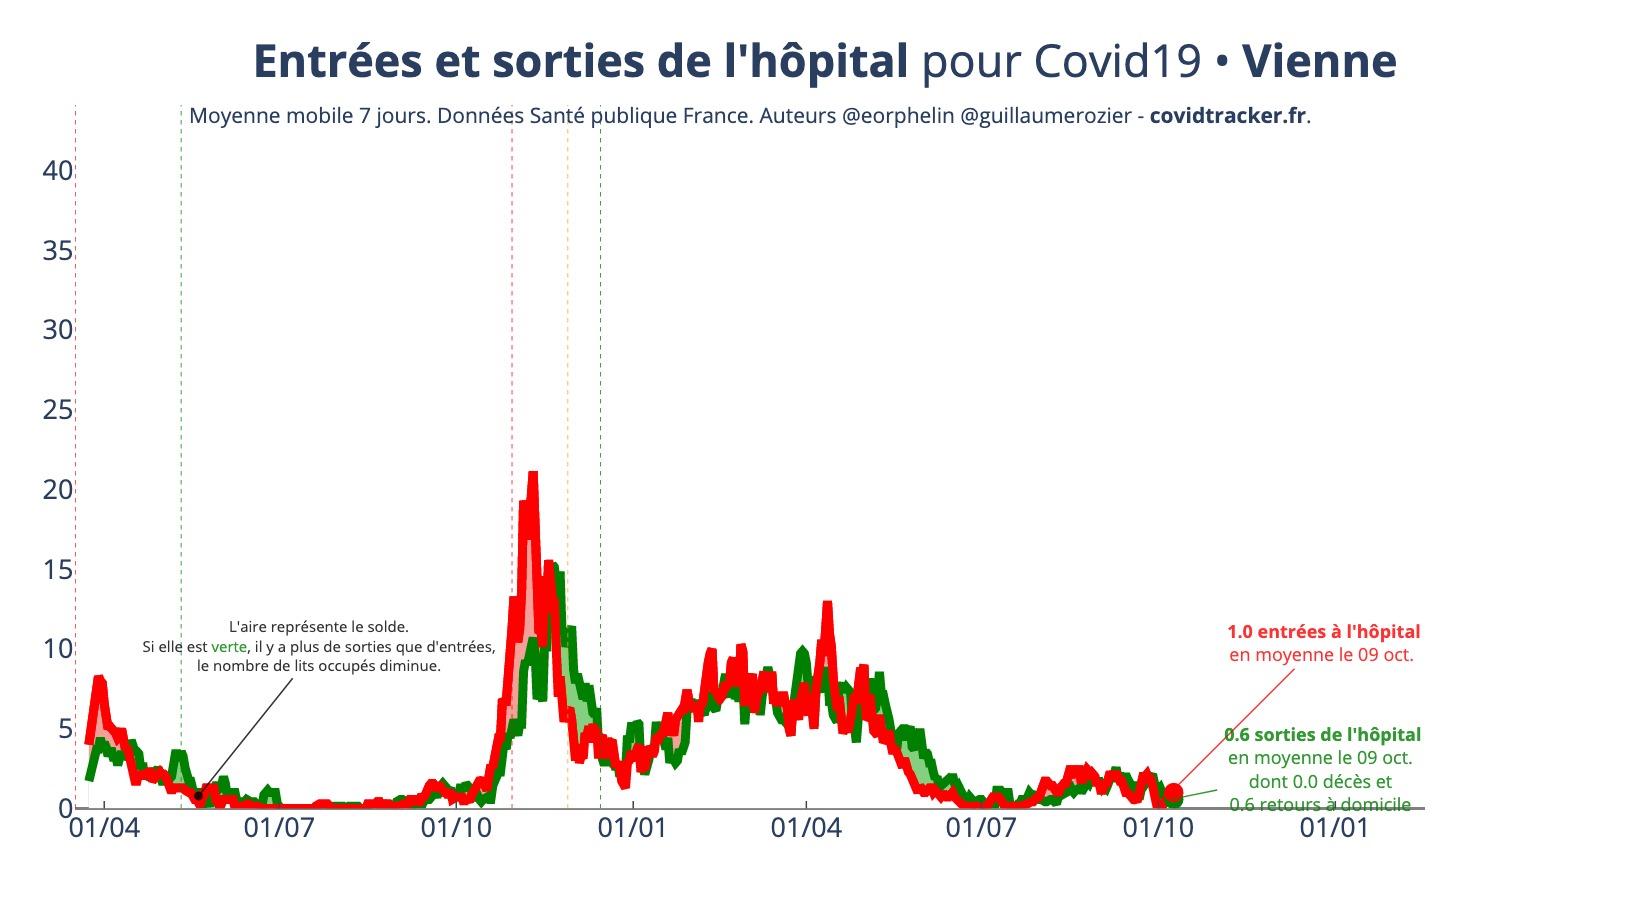 Entrées et sorties de l'hôpital pour Covid19 • Vienne
Moyenne mobile 7 jours. Données Santé publique France. Auteurs @eorphelin @guillaumerozier - covidtracker.fr.
40
35
30
25
20
15
10
5
0
L'aire représente le solde.
Si elle est verte, il y a plus de sorties que d'entrées,
le nombre de lits occupés diminue.
1.0 entrées à l'hôpital
en moyenne le 09 oct.
0.6 sorties de l'hôpital
en moyenne le 09 oct.
dont 0.0 décès et
0.6 retours à domicile
01/04 01/07 01/10 01/01 01/04 01/07 01/10 01/01